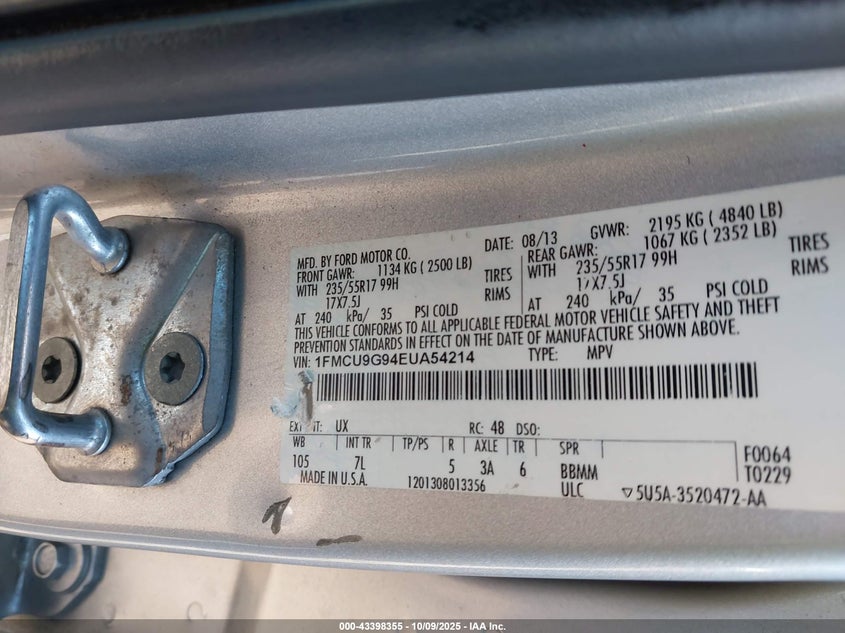 MFD. BY FORD MOTOR CO.
DATE: 08/13 GVWR: 2195 KG ( 4840 LB)
FRONT GAWR: 1134 KG ( 2500 LB) REAR GAWR: 1067 KG ( 2352 LB)
WITH 235/55R17 99H TIRES WITH 235/55R17 99H TIRES
17X7.5J RIMS 17X7.5J RIMS
AT 240 kPa/ 35 PSI COLD AT 240 kPa/ 35 PSI COLD
THIS VEHICLE CONFORMS TO ALL APPLICABLE FEDERAL MOTOR VEHICLE SAFETY AND THEFT
PREVENTION STANDARDS IN EFFECT ON THE DATE OF MANUFACTURE SHOWN ABOVE.
VIN: 1FMCU9G94EUA54214 TYPE: MPV
EXT PNT: UX RC: 48 DSO:
WB INT TR TP/PS R AXLE TR SPR
105 7L 5 3A 6 BBMM
F0064
T0229
MADE IN U.S.A. 1201308013356 ULC ▽5U5A-3520472-AA
000-43398355 | 10/09/2025 - IAA Inc.